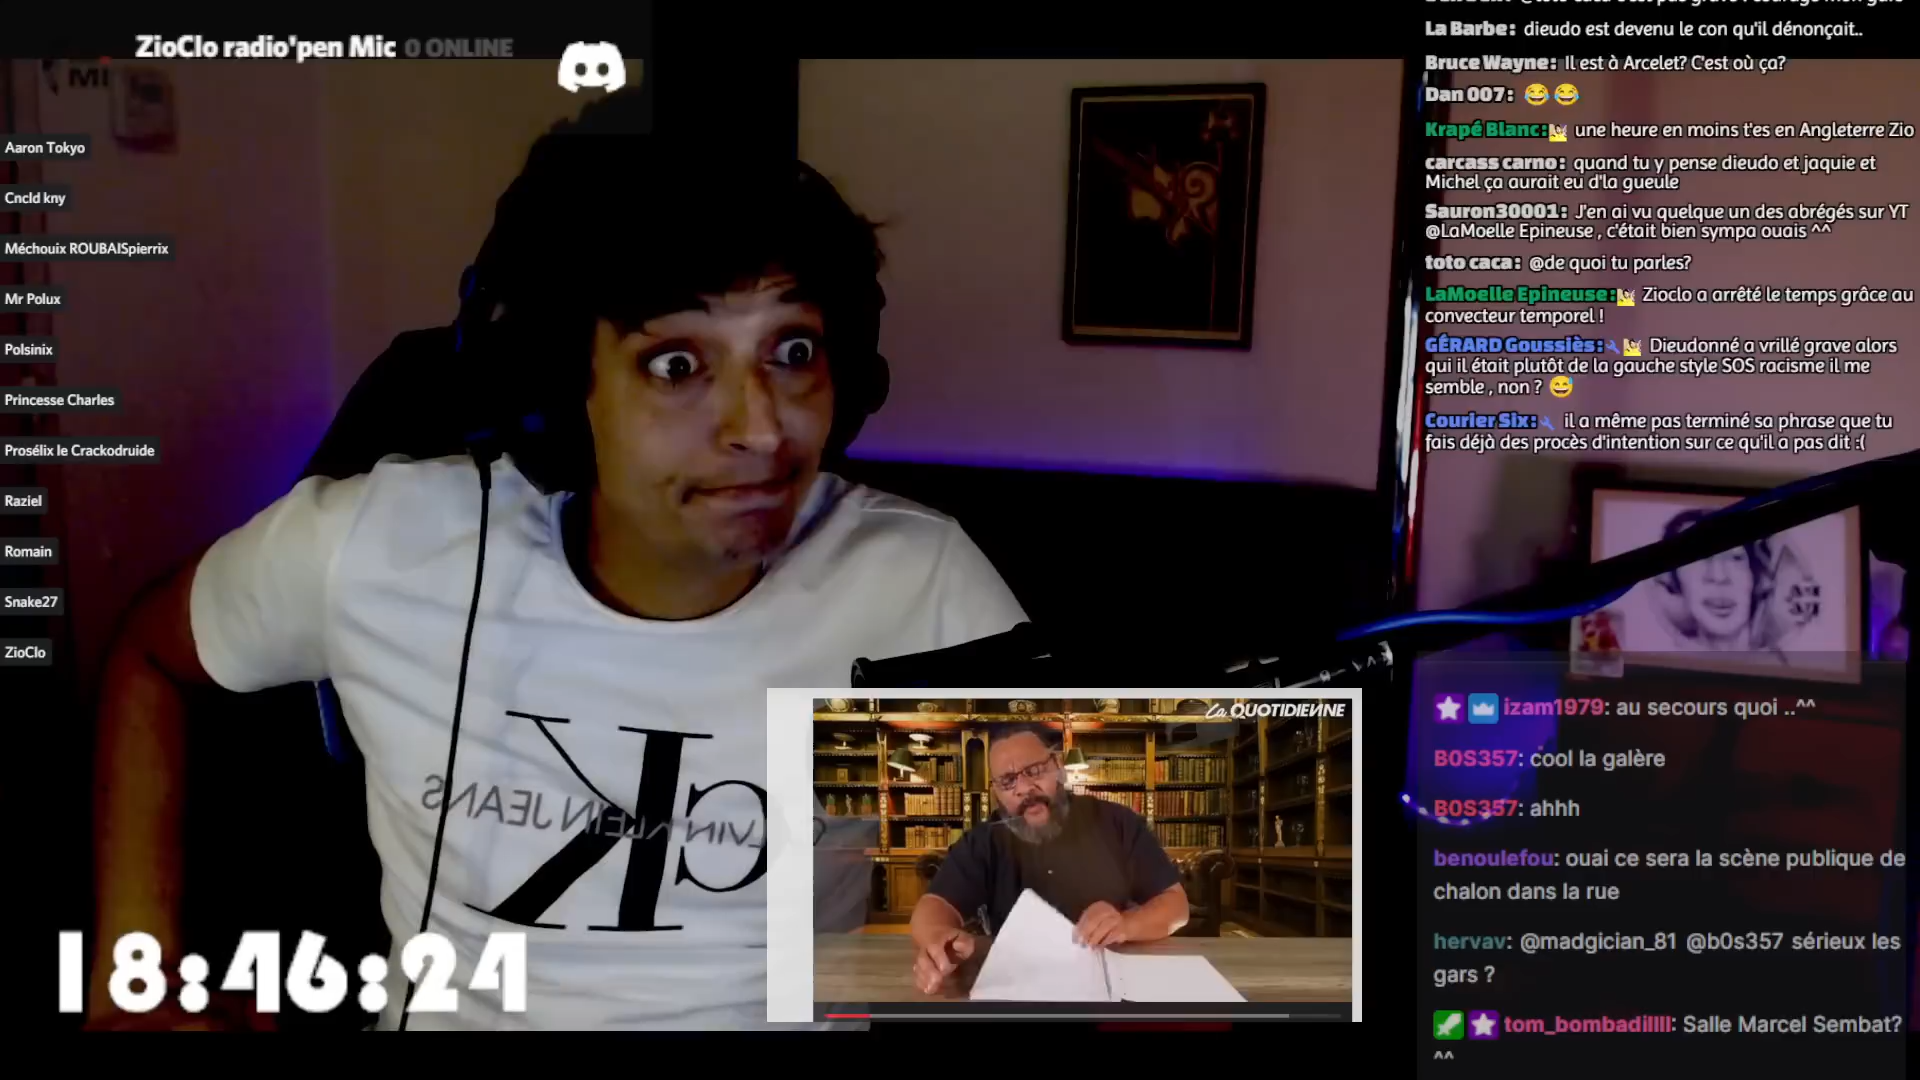 ZioClo radio'pen Mic 0 ONLINE
MI
Aaron Tokyo
Cncld kny
Méchouix ROUBAISpierrix
Mr Polux
Polsinix
Princesse Charles
Prosélix le Crackodruide
Raziel
Romain
Snake27
ZioClo
18:46:24
CK
CALVIN KLEIN JEANS
La QUOTIDIENNE
La Barbe: dieudo est devenu le con qu'il dénonçait..
Bruce Wayne: Il est à Arcelet? C'est où ça?
Dan 007: 😂😂
Krapé Blanc: une heure en moins t'es en Angleterre Zio
carcass carno: quand tu y pense dieudo et jaquie et
Michel ça aurait eu d'la gueule
Sauron30001: J'en ai vu quelque un des abrégés sur YT
@LaMoelle Epineuse , c'était bien sympa ouais ^^
toto caca: @de quoi tu parles?
LaMoelle Epineuse: Zioclo a arrêté le temps grâce au
convecteur temporel !
GÉRARD Goussiès: Dieudonné a vrillé grave alors
qui il était plutôt de la gauche style SOS racisme il me
semble , non ? 😅
Courier Six: il a même pas terminé sa phrase que tu
fais déjà des procès d'intention sur ce qu'il a pas dit :(
izam1979: au secours quoi ..^^
B0S357: cool la galère
B0S357: ahhh
benoulefou: ouai ce sera la scène publique de
chalon dans la rue
hervav: @madgician_81 @b0s357 sérieux les
gars ?
tom_bombadilllll: Salle Marcel Sembat?
^^